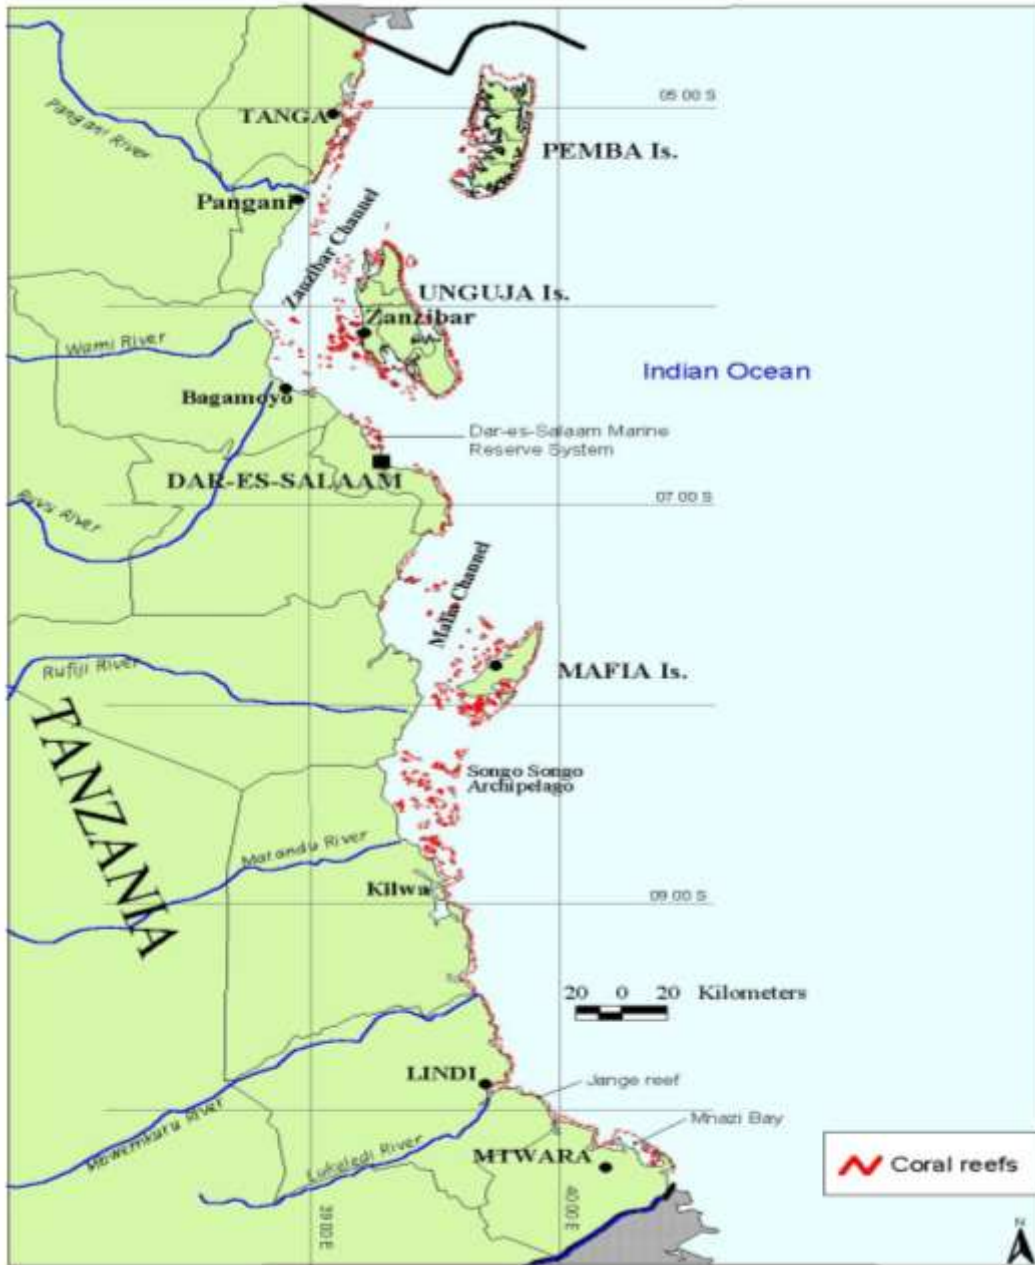 05 00 S
TANGA
Pangani River
PEMBA Is.
Pangani
Zanzibar Channel
UNGUJA Is.
Zanzibar
Wami River
Indian Ocean
Bagamoyo
Dar-es-Salaam Marine
Reserve System
DAR-ES-SALAAM
07 00 S
Ruvu River
Mafia Channel
Rufiji River
MAFIA Is.
TANZANIA
Songo Songo
Archipelago
Matandu River
Kilwa
09 00 S
20 0 20 Kilometers
LINDI
Jange reef
Mnazi Bay
Mbwemkuru River
Lukuledi River
MTWARA
Coral reefs
39 00 E
40 00 E
N